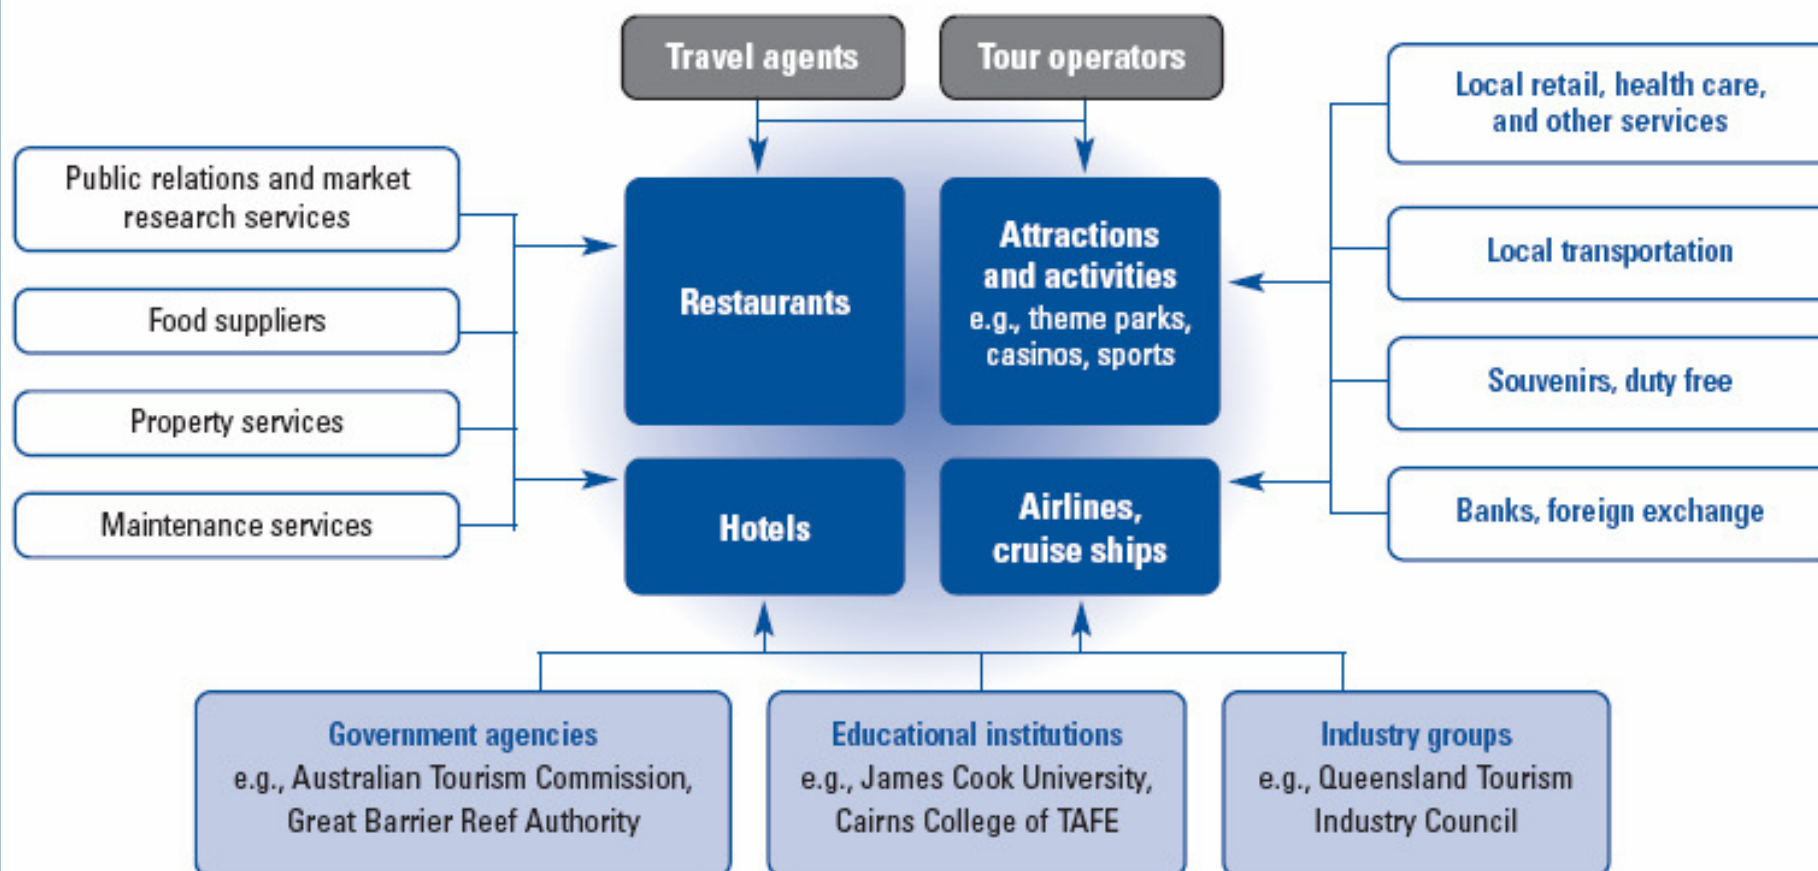 Travel agents
Tour operators
Public relations and market
research services
Food suppliers
Property services
Maintenance services
Restaurants
Attractions
and activities
e.g., theme parks,
casinos, sports
Hotels
Airlines,
cruise ships
Local retail, health care,
and other services
Local transportation
Souvenirs, duty free
Banks, foreign exchange
Government agencies
e.g., Australian Tourism Commission,
Great Barrier Reef Authority
Educational institutions
e.g., James Cook University,
Cairns College of TAFE
Industry groups
e.g., Queensland Tourism
Industry Council